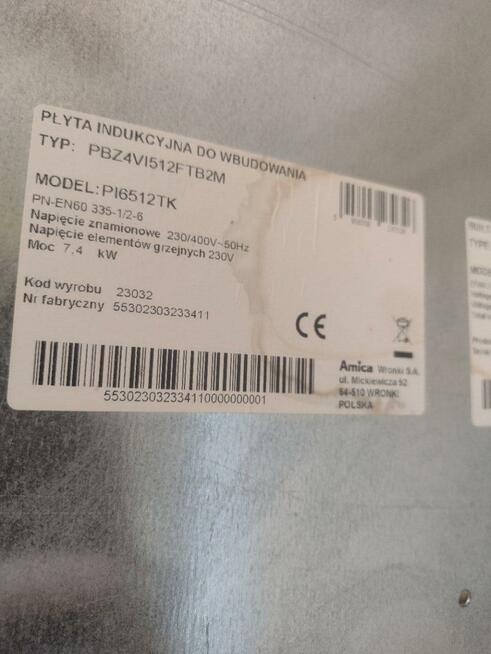 PŁYTA INDUKCYJNA DO WBUDOWANIA
TYP: PBZ4VI512FTB2M
MODEL: PI6512TK
PN-EN60 335-1/2-6
Napięcie znamionowe 230/400V~50Hz
Napięcie elementów grzejnych 230V
Moc 7,4 kW
Kod wyrobu 23032
Nr fabryczny 55302303233411
CE
553023032334110000000001
Amica Wronki S.A.
ul. Mickiewicza 52
64-510 WRONKI
POLSKA
TYPE